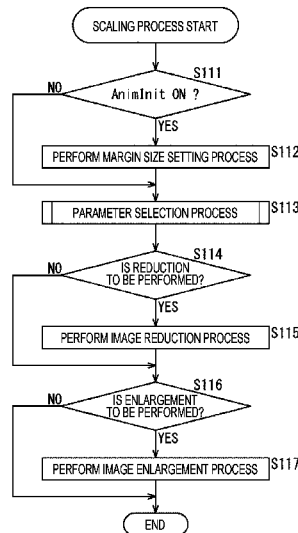 SCALING PROCESS START
S111
NO
AnimInit ON ?
YES
PERFORM MARGIN SIZE SETTING PROCESS
S112
PARAMETER SELECTION PROCESS
S113
S114
NO
IS REDUCTION
TO BE PERFORMED?
YES
PERFORM IMAGE REDUCTION PROCESS
S115
S116
NO
IS ENLARGEMENT
TO BE PERFORMED?
YES
PERFORM IMAGE ENLARGEMENT PROCESS
S117
END